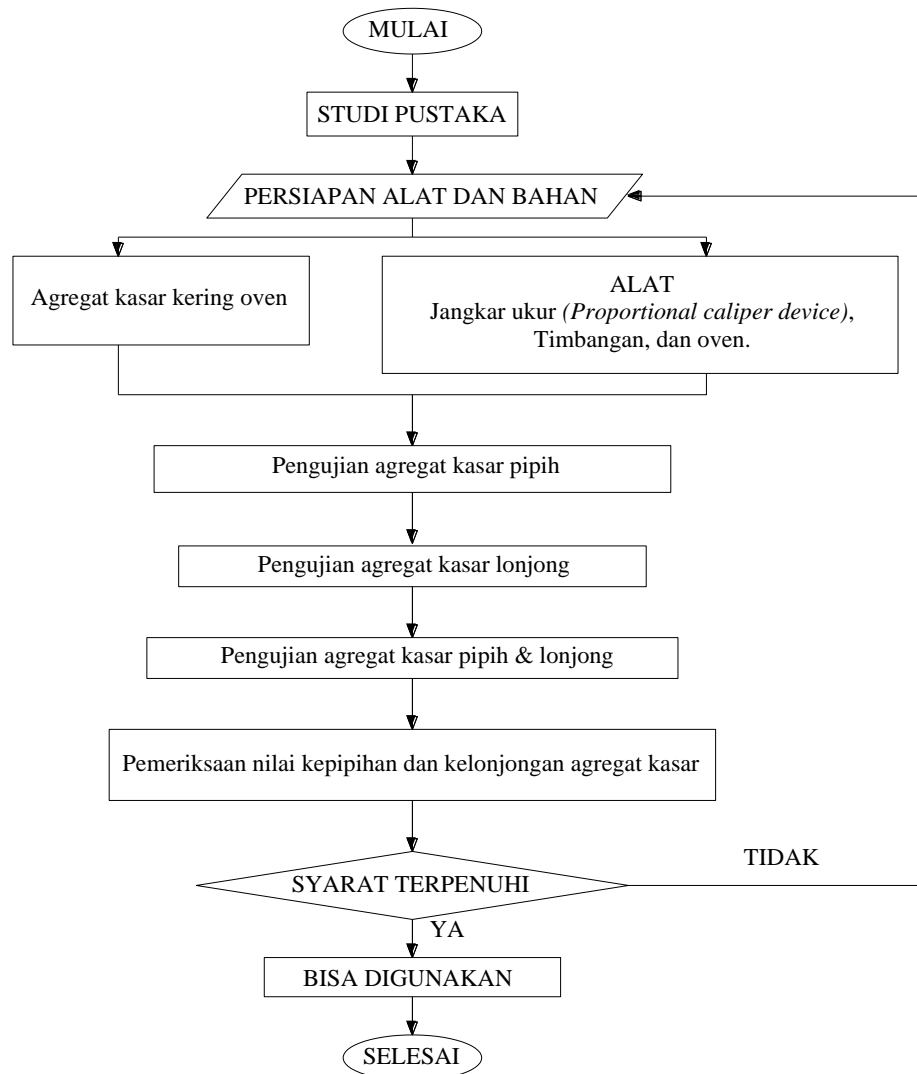 MULAI
STUDI PUSTAKA
PERSIAPAN ALAT DAN BAHAN
Agregat kasar kering oven
ALAT
Jangkar ukur (Proportional caliper device),
Timbangan, dan oven.
Pengujian agregat kasar pipih
Pengujian agregat kasar lonjong
Pengujian agregat kasar pipih & lonjong
Pemeriksaan nilai kepipihan dan kelonjongan agregat kasar
SYARAT TERPENUHI
TIDAK
YA
BISA DIGUNAKAN
SELESAI